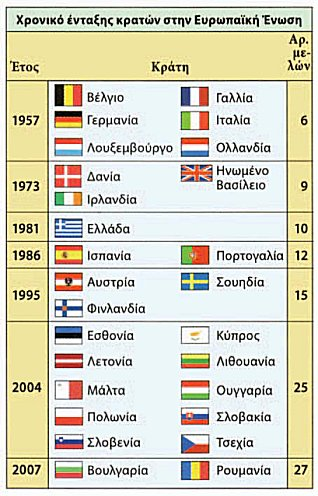 Χρονικό ένταξης κρατών στην Ευρωπαϊκή Ένωση
Έτος Κράτη Αρ. με- λών
1957 Βέλγιο Γαλλία 6
Γερμανία Ιταλία
Λουξεμβούργο Ολλανδία
1973 Δανία Ηνωμένο Βασίλειο 9
Ιρλανδία
1981 Ελλάδα 10
1986 Ισπανία Πορτογαλία 12
1995 Αυστρία Σουηδία 15
Φινλανδία
2004 Εσθονία Κύπρος 25
Λετονία Λιθουανία
Μάλτα Ουγγαρία
Πολωνία Σλοβακία
Σλοβενία Τσεχία
2007 Βουλγαρία Ρουμανία 27